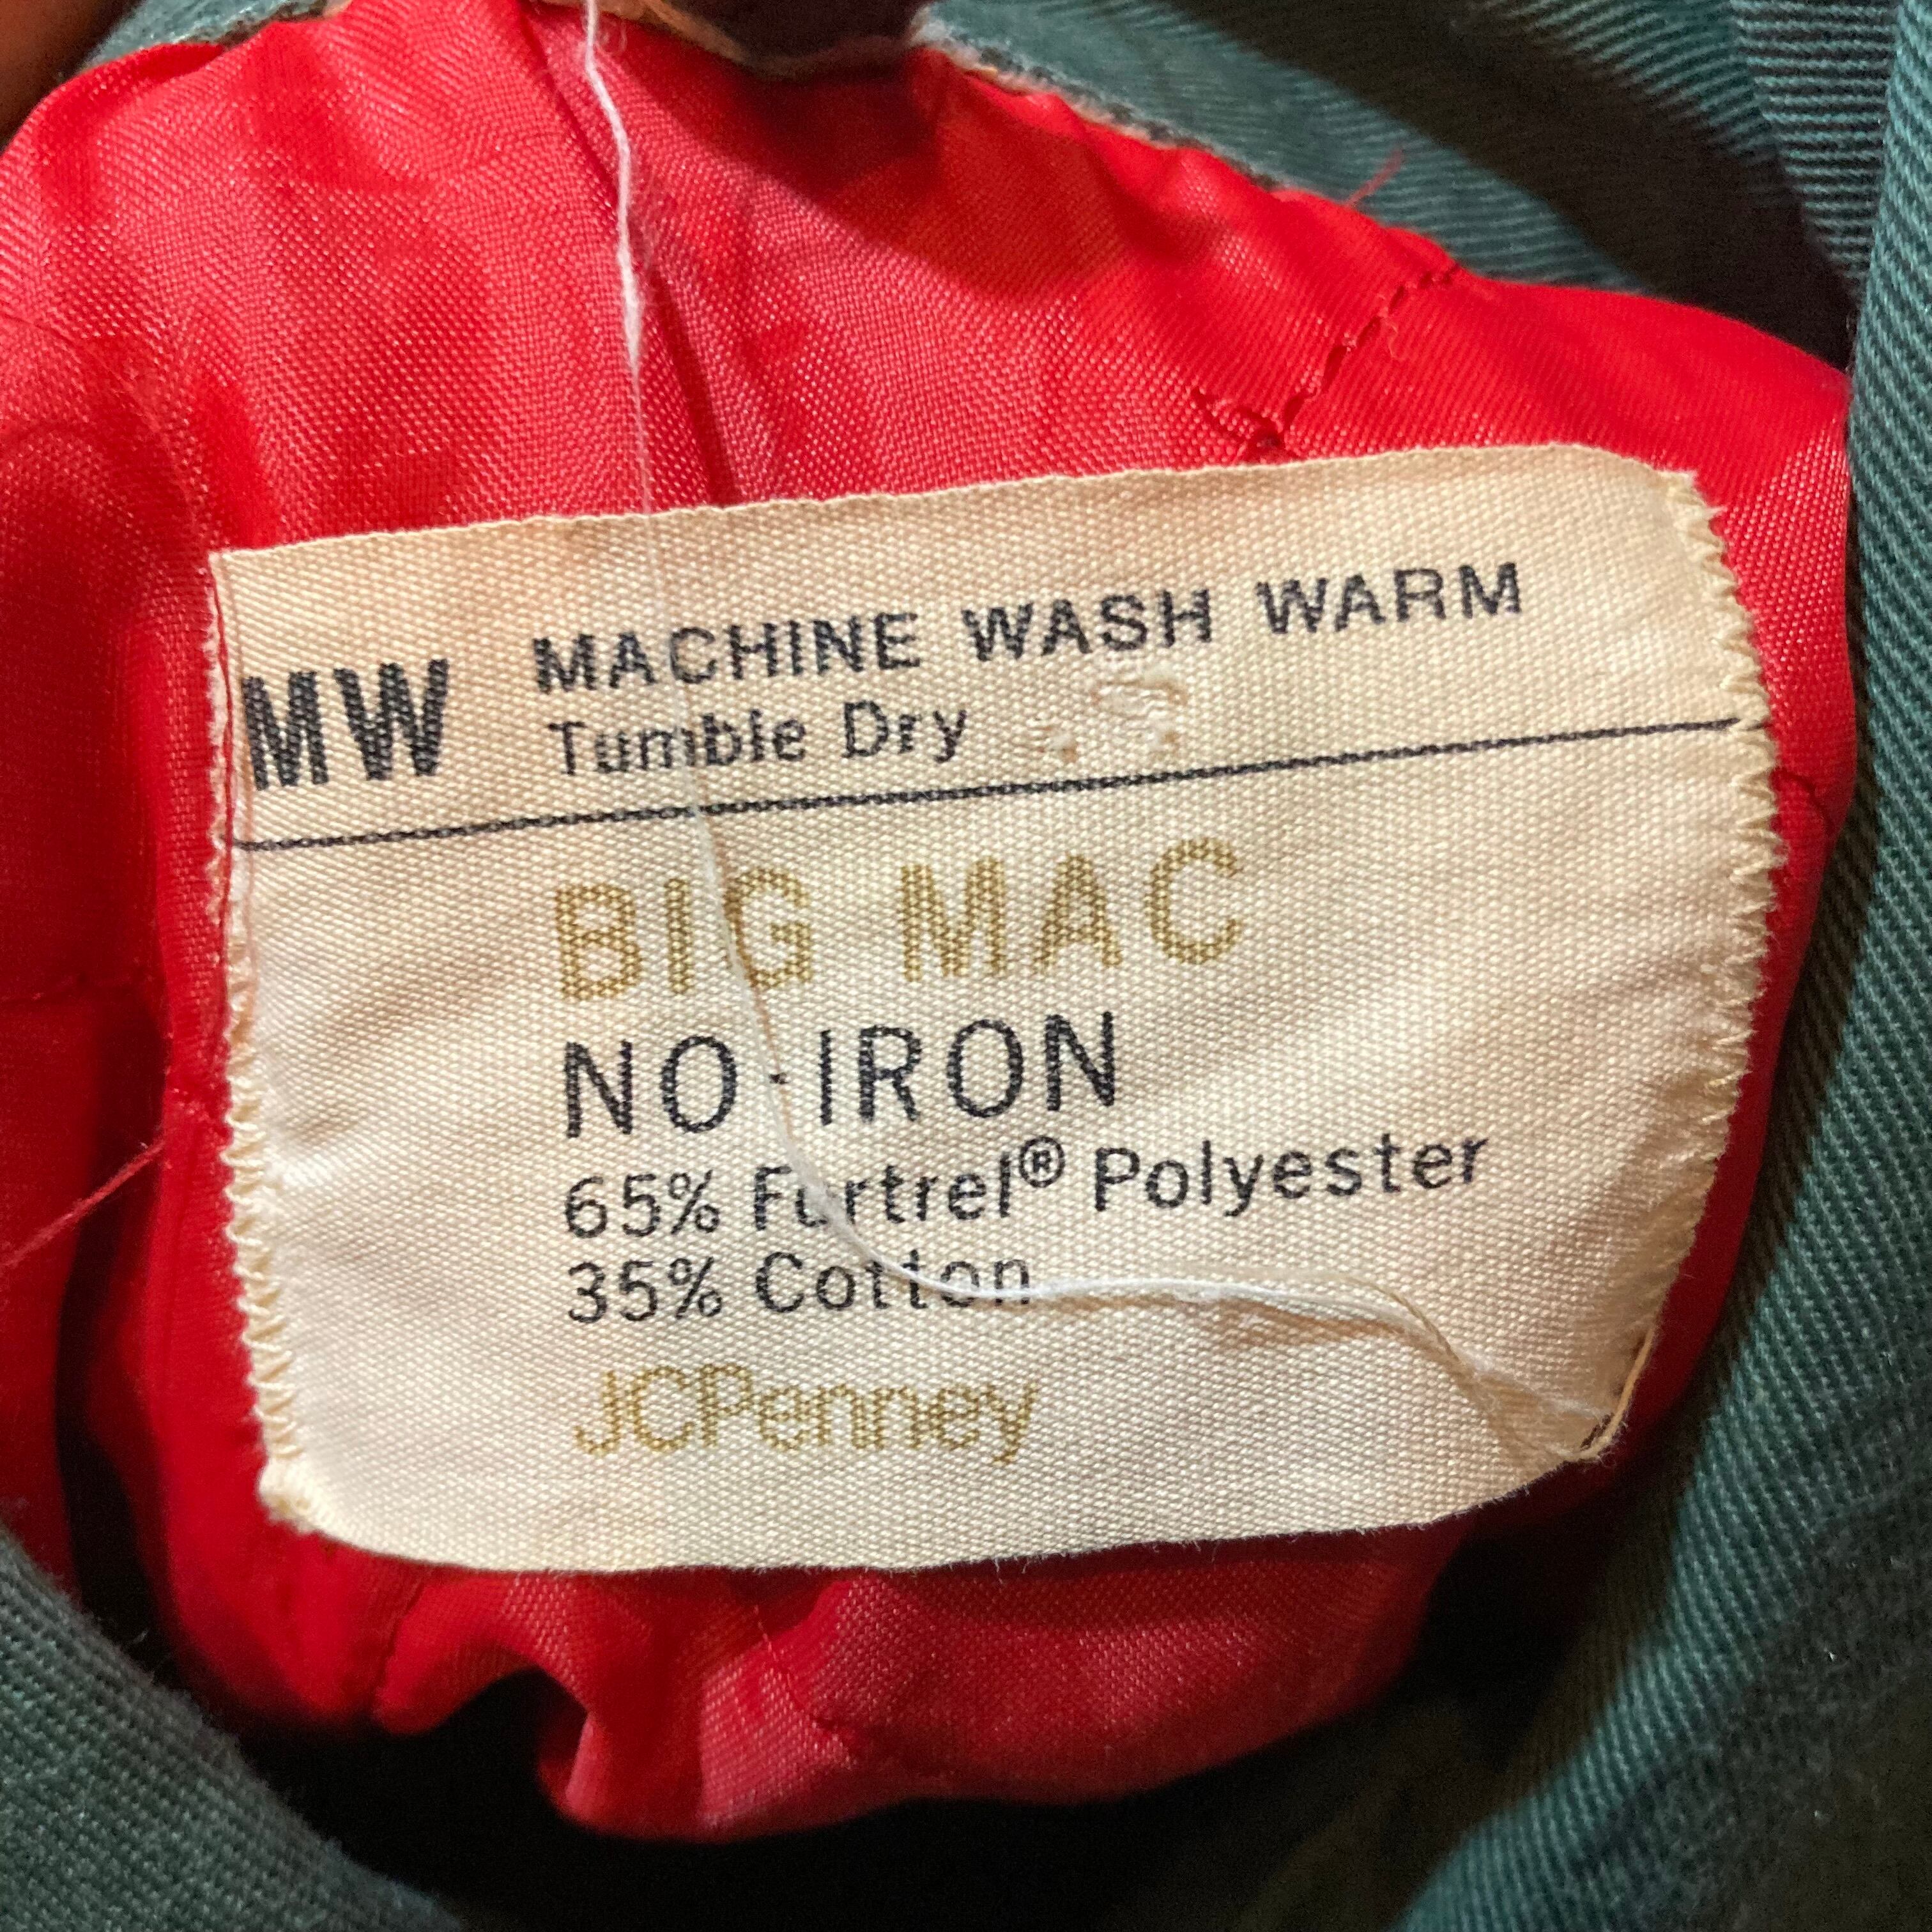 MW MACHINE WASH WARM
Tumble Dry
BIG MAC
NO-IRON
65% Fortrel® Polyester
35% Cotton
JCPenney